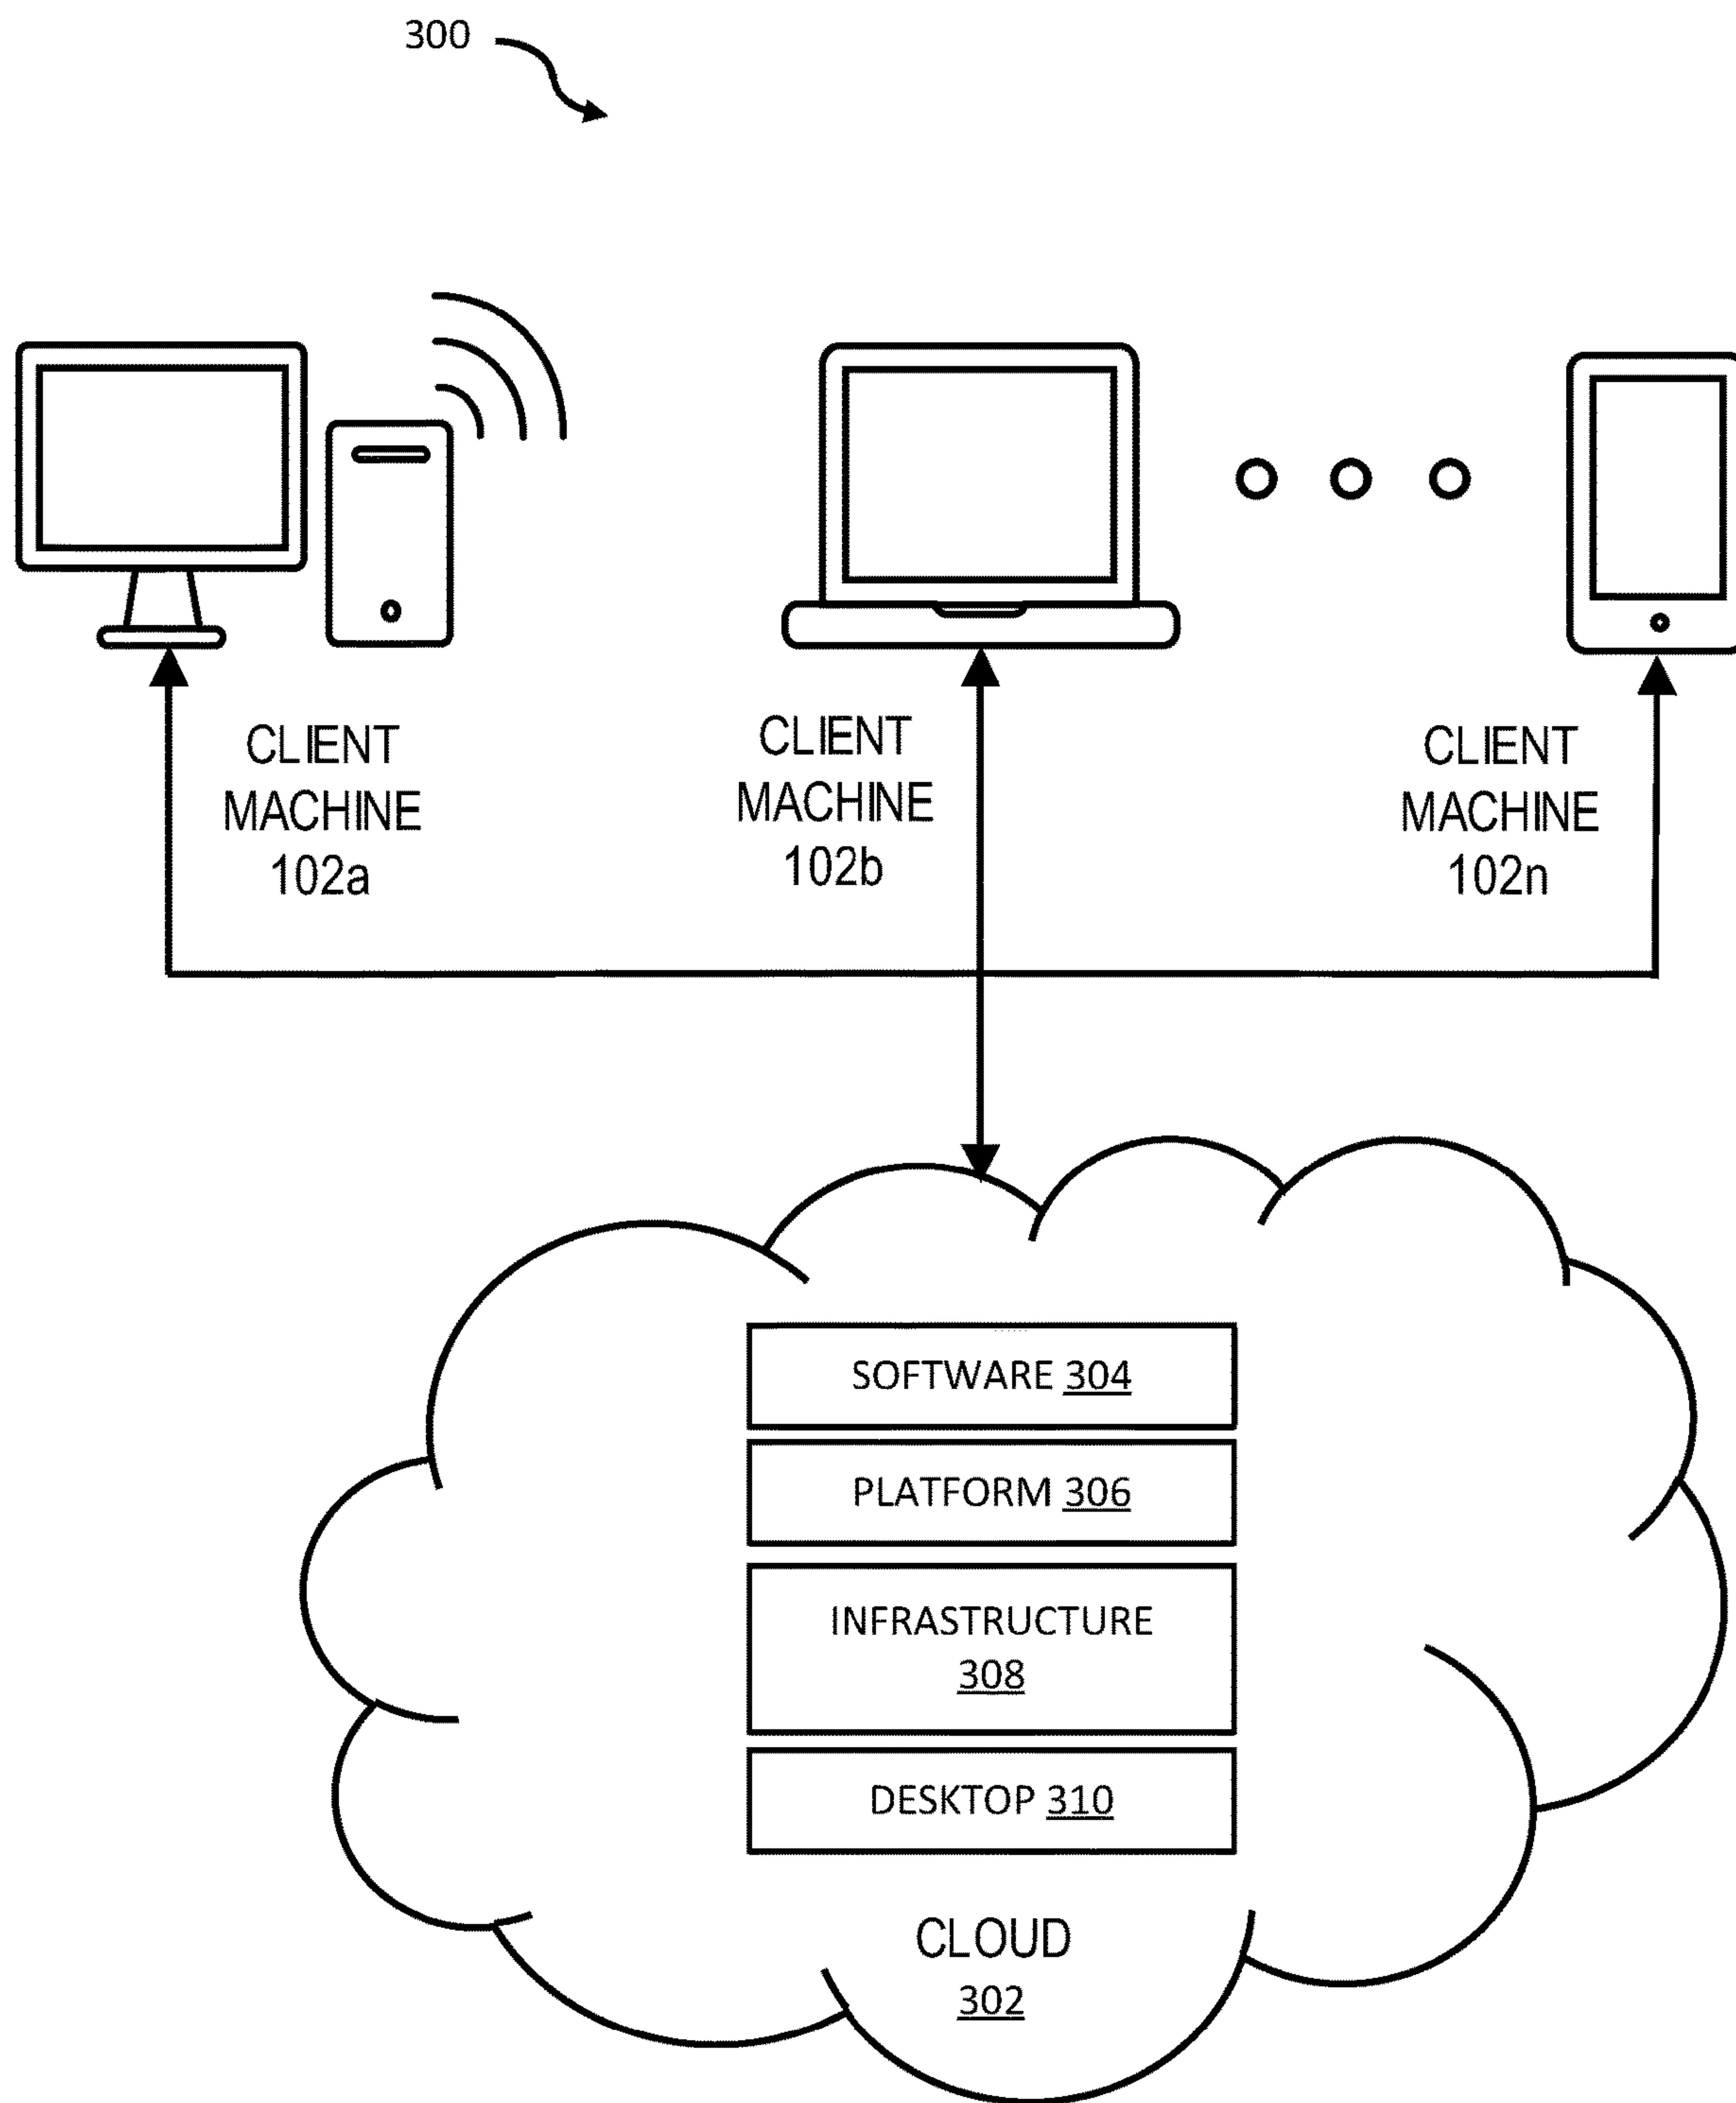 300
CLIENT
MACHINE
102a
CLIENT
MACHINE
102b
CLIENT
MACHINE
102n
SOFTWARE 304
PLATFORM 306
INFRASTRUCTURE
308
DESKTOP 310
CLOUD
302